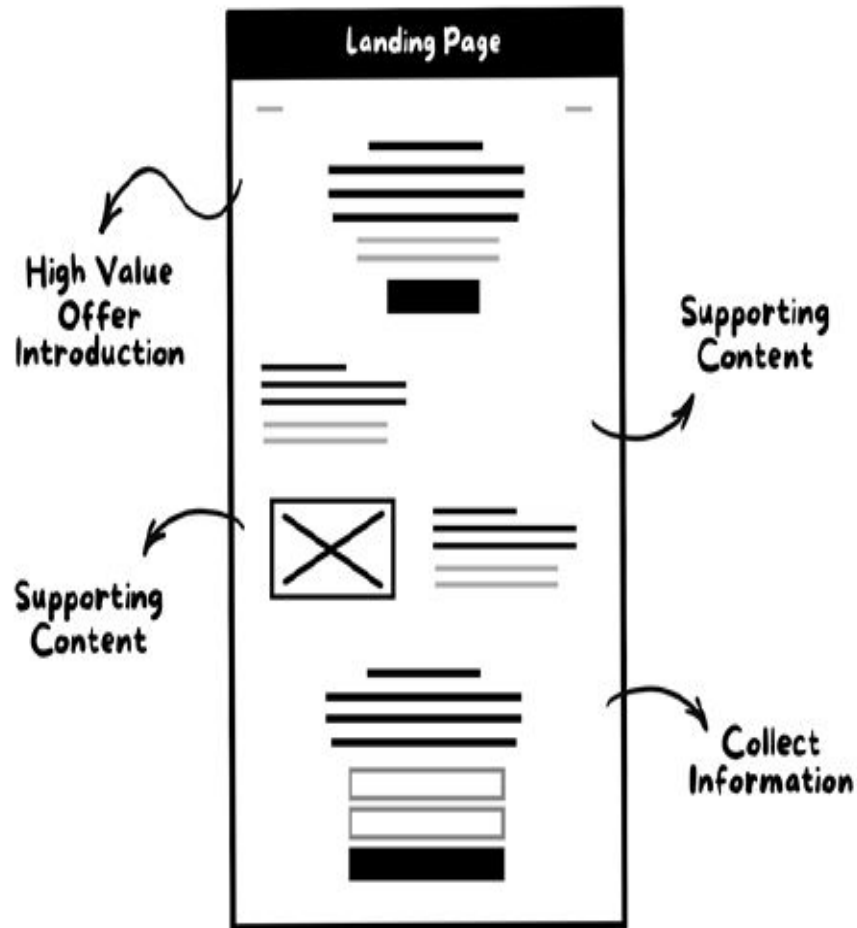 Landing Page
High Value
Offer
Introduction
Supporting
Content
Supporting
Content
Collect
Information